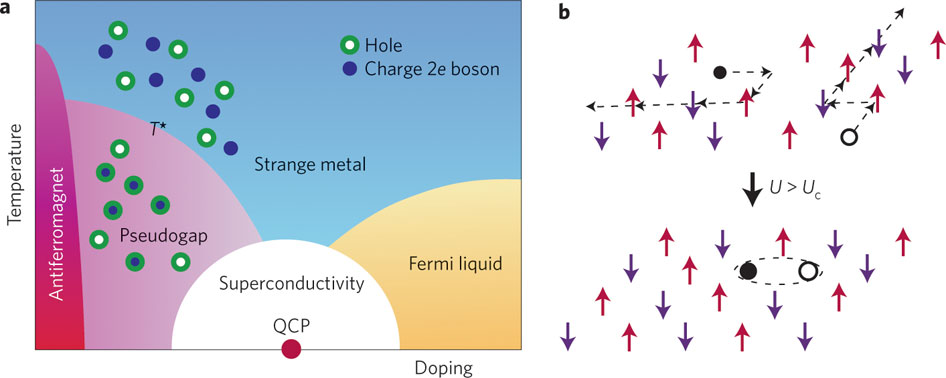 a
Hole
Charge 2e boson
T★
Strange metal
Temperature
Antiferromagnet
Pseudogap
Superconductivity
Fermi liquid
QCP
Doping
b
U > Uc